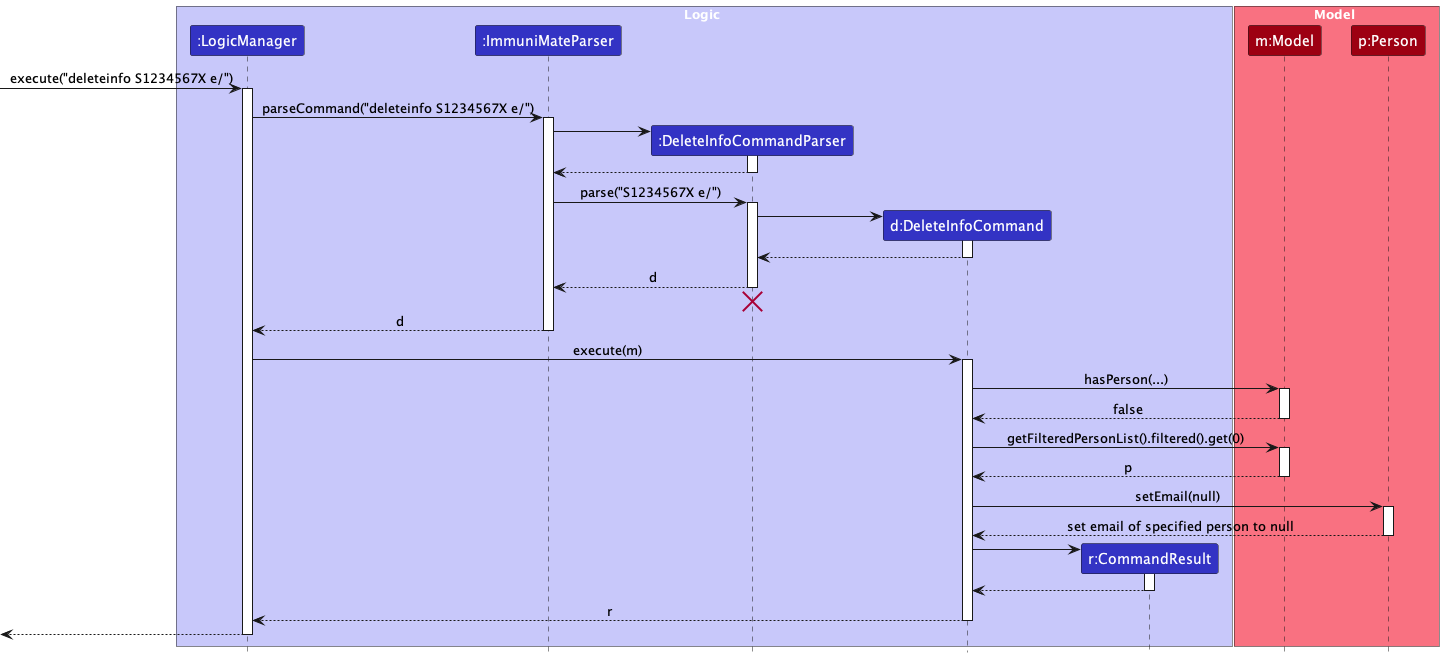 Logic
Model
:LogicManager
:ImmuniMateParser
m:Model
p:Person
execute("deleteinfo S1234567X e/")
parseCommand("deleteinfo S1234567X e/")
:DeleteInfoCommandParser
parse("S1234567X e/")
d:DeleteInfoCommand
d
d
execute(m)
hasPerson(...)
false
getFilteredPersonList().filtered().get(0)
p
setEmail(null)
set email of specified person to null
r:CommandResult
r